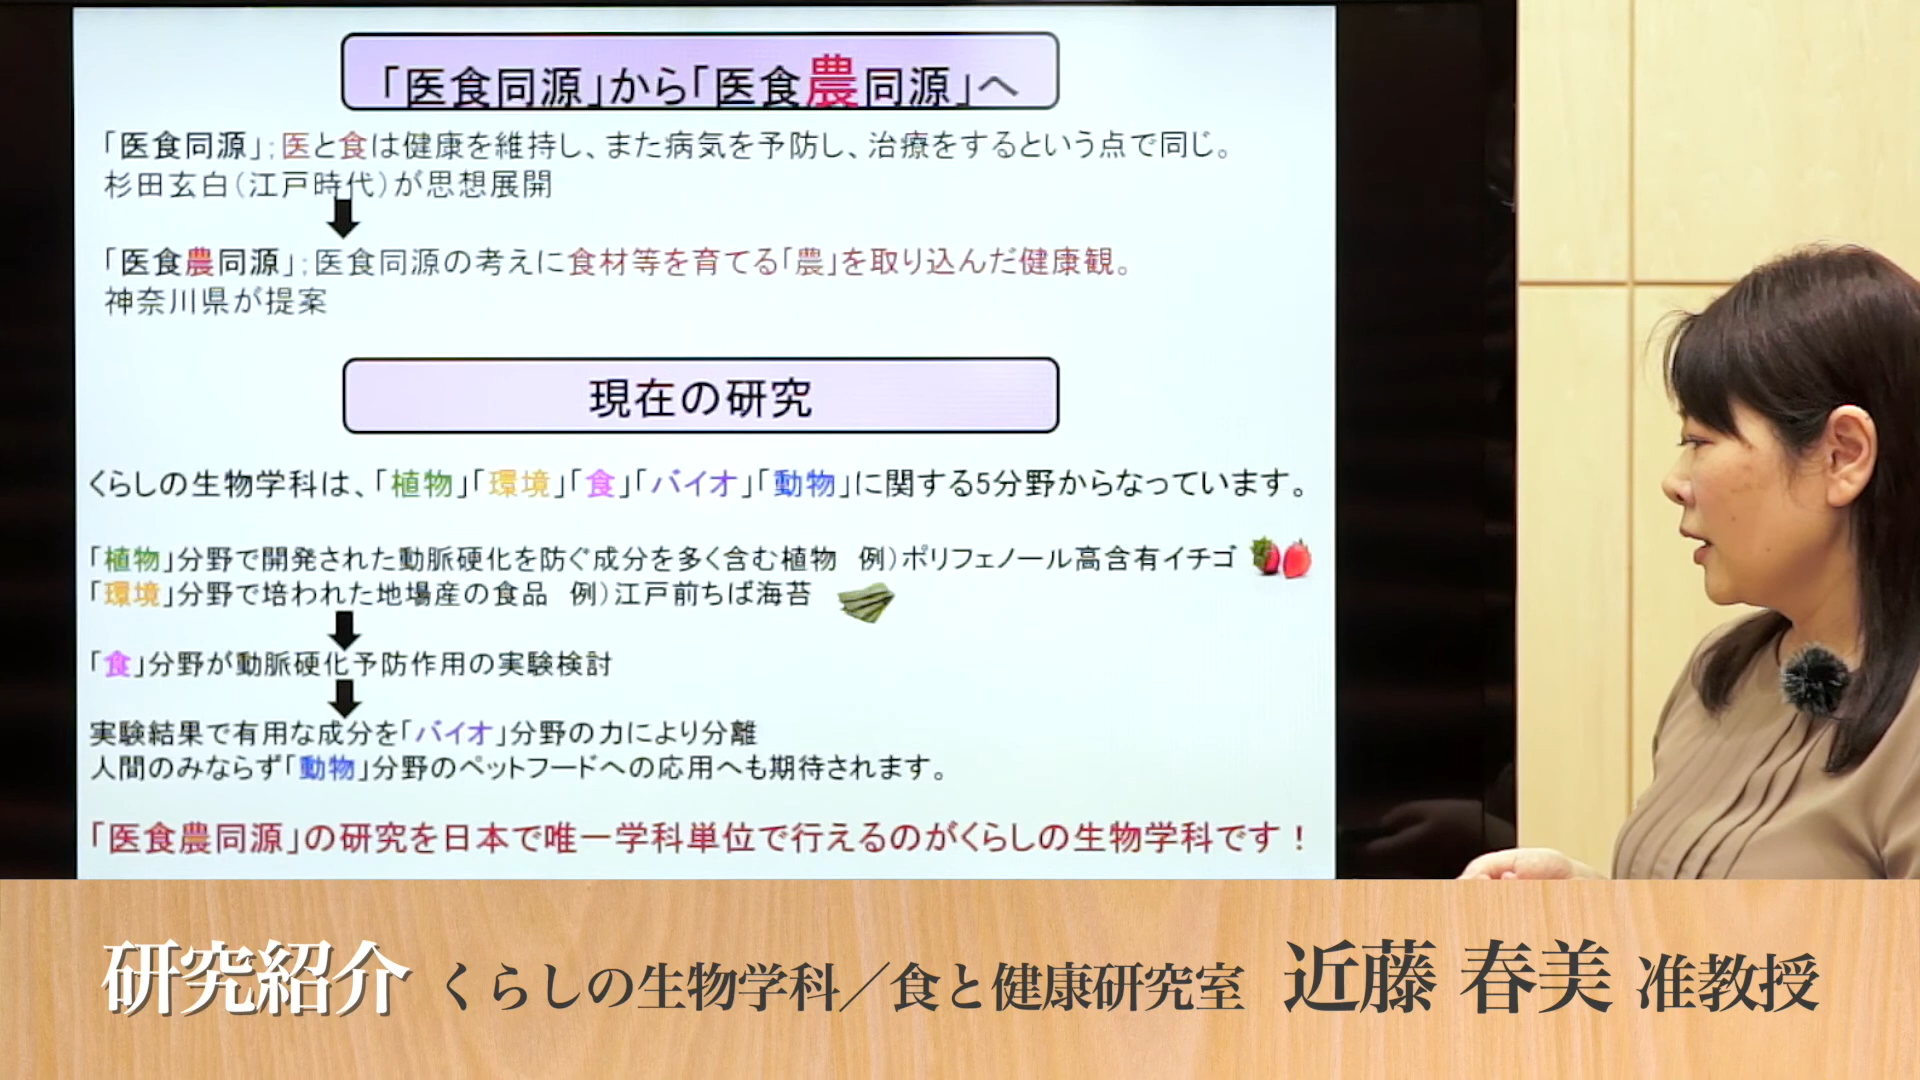 「医食同源」から「医食農同源」へ
「医食同源」;医と食は健康を維持し、また病気を予防し、治療をするという点で同じ。
杉田玄白(江戸時代)が思想展開
「医食農同源」;医食同源の考えに食材等を育てる「農」を取り込んだ健康観。
神奈川県が提案
現在の研究
くらしの生物学科は、「植物」「環境」「食」「バイオ」「動物」に関する5分野からなっています。
「植物」分野で開発された動脈硬化を防ぐ成分を多く含む植物 例)ポリフェノール高含有イチゴ
「環境」分野で培われた地場産の食品 例)江戸前ちば海苔
「食」分野が動脈硬化予防作用の実験検討
実験結果で有用な成分を「バイオ」分野の力により分離
人間のみならず「動物」分野のペットフードへの応用へも期待されます。
「医食農同源」の研究を日本で唯一学科単位で行えるのがくらしの生物学科です！
研究紹介 くらしの生物学科／食と健康研究室 近藤 春美 准教授